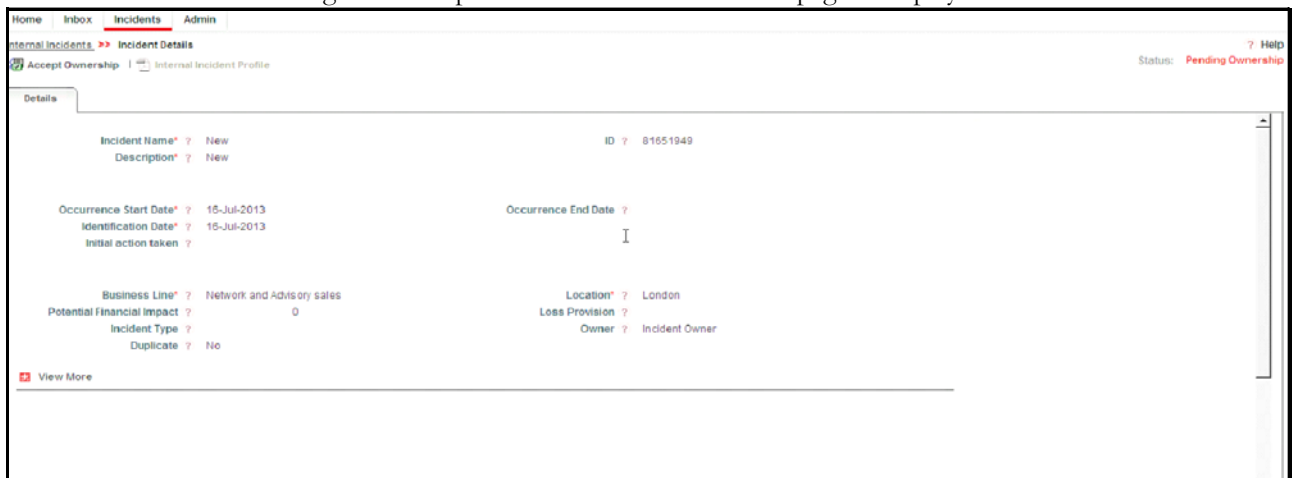 Home Inbox Incidents Admin
nternal Incidents >> Incident Details ? Help
Accept Ownership | Internal Incident Profile Status: Pending Ownership
Details
Incident Name* ? New ID ? 81651949
Description* ? New
Occurrence Start Date* ? 15-Jul-2013 Occurrence End Date ?
Identification Date* ? 15-Jul-2013
Initial action taken ?
Business Line* ? Network and Advisory sales Location* ? London
Potential Financial Impact ? 0 Loss Provision ?
Incident Type ? Owner ? Incident Owner
Duplicate ? No
View More